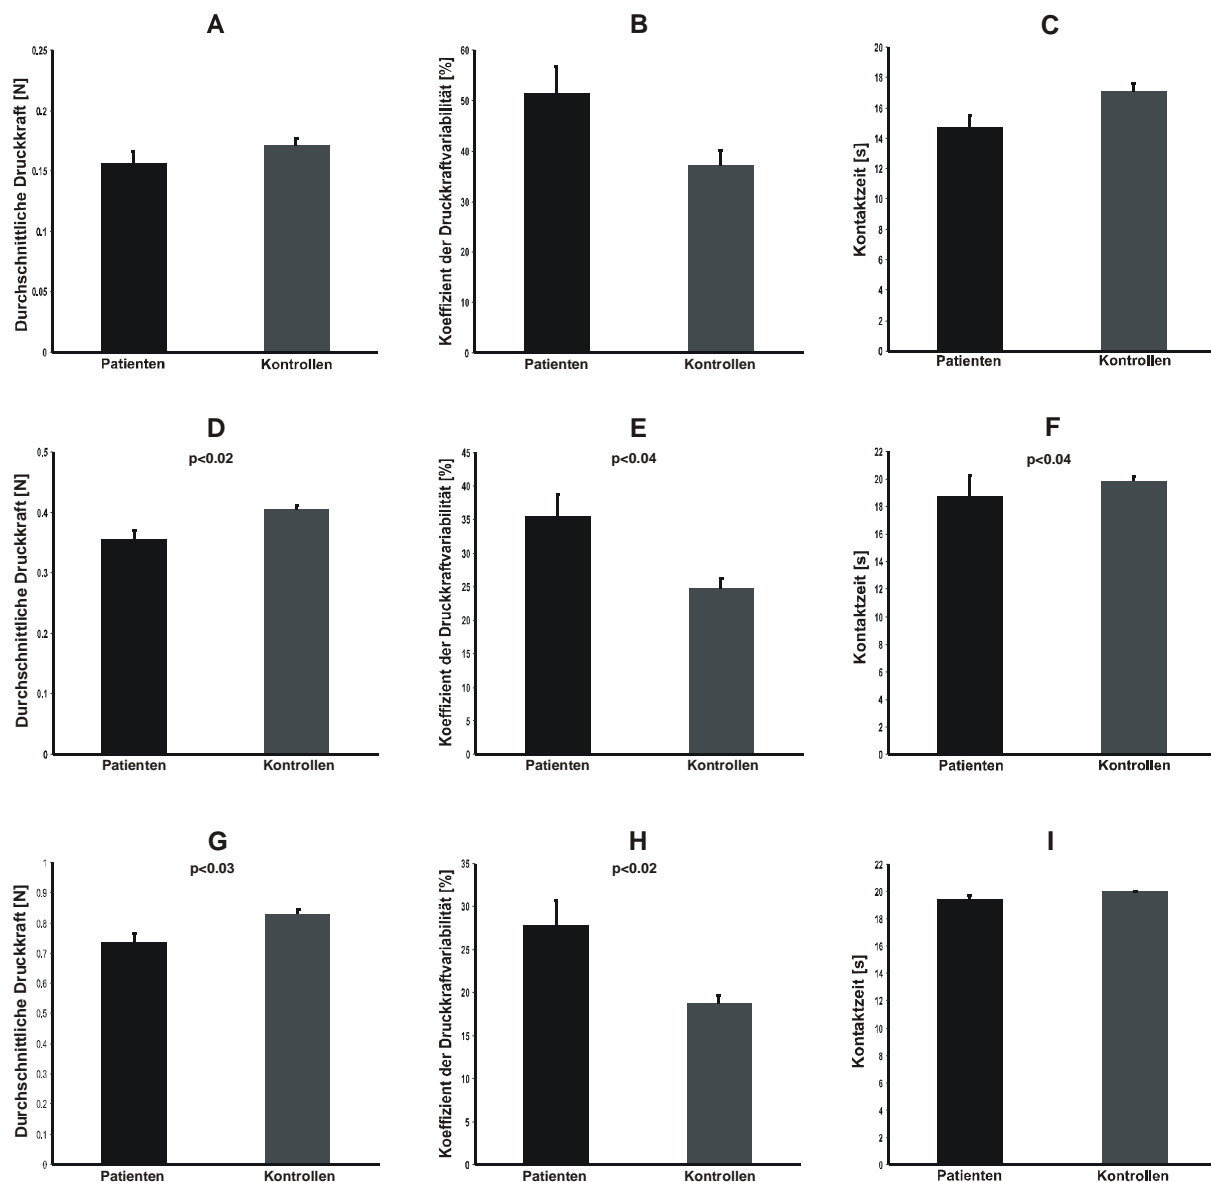 A
Durchschnittliche Druckkraft [N]
0.25
0.2
0.15
0.1
0.05
0
Patienten Kontrollen
B
Koeffizient der Druckkraftvariabilität [%]
60
50
40
30
20
10
0
Patienten Kontrollen
C
Kontaktzeit [s]
20
18
16
14
12
10
8
6
4
2
0
Patienten Kontrollen
D
p<0.02
Durchschnittliche Druckkraft [N]
0.5
0.4
0.3
0.2
0.1
0
Patienten Kontrollen
E
p<0.04
Koeffizient der Druckkraftvariabilität [%]
45
40
35
30
25
20
15
10
5
0
Patienten Kontrollen
F
p<0.04
Kontaktzeit [s]
22
20
18
16
14
12
10
8
6
4
2
0
Patienten Kontrollen
G
p<0.03
Durchschnittliche Druckkraft [N]
1
0.9
0.8
0.7
0.6
0.5
0.4
0.3
0.2
0.1
0
Patienten Kontrollen
H
p<0.02
Koeffizient der Druckkraftvariabilität [%]
35
30
25
20
15
10
5
0
Patienten Kontrollen
I
Kontaktzeit [s]
22
20
18
16
14
12
10
8
6
4
2
0
Patienten Kontrollen